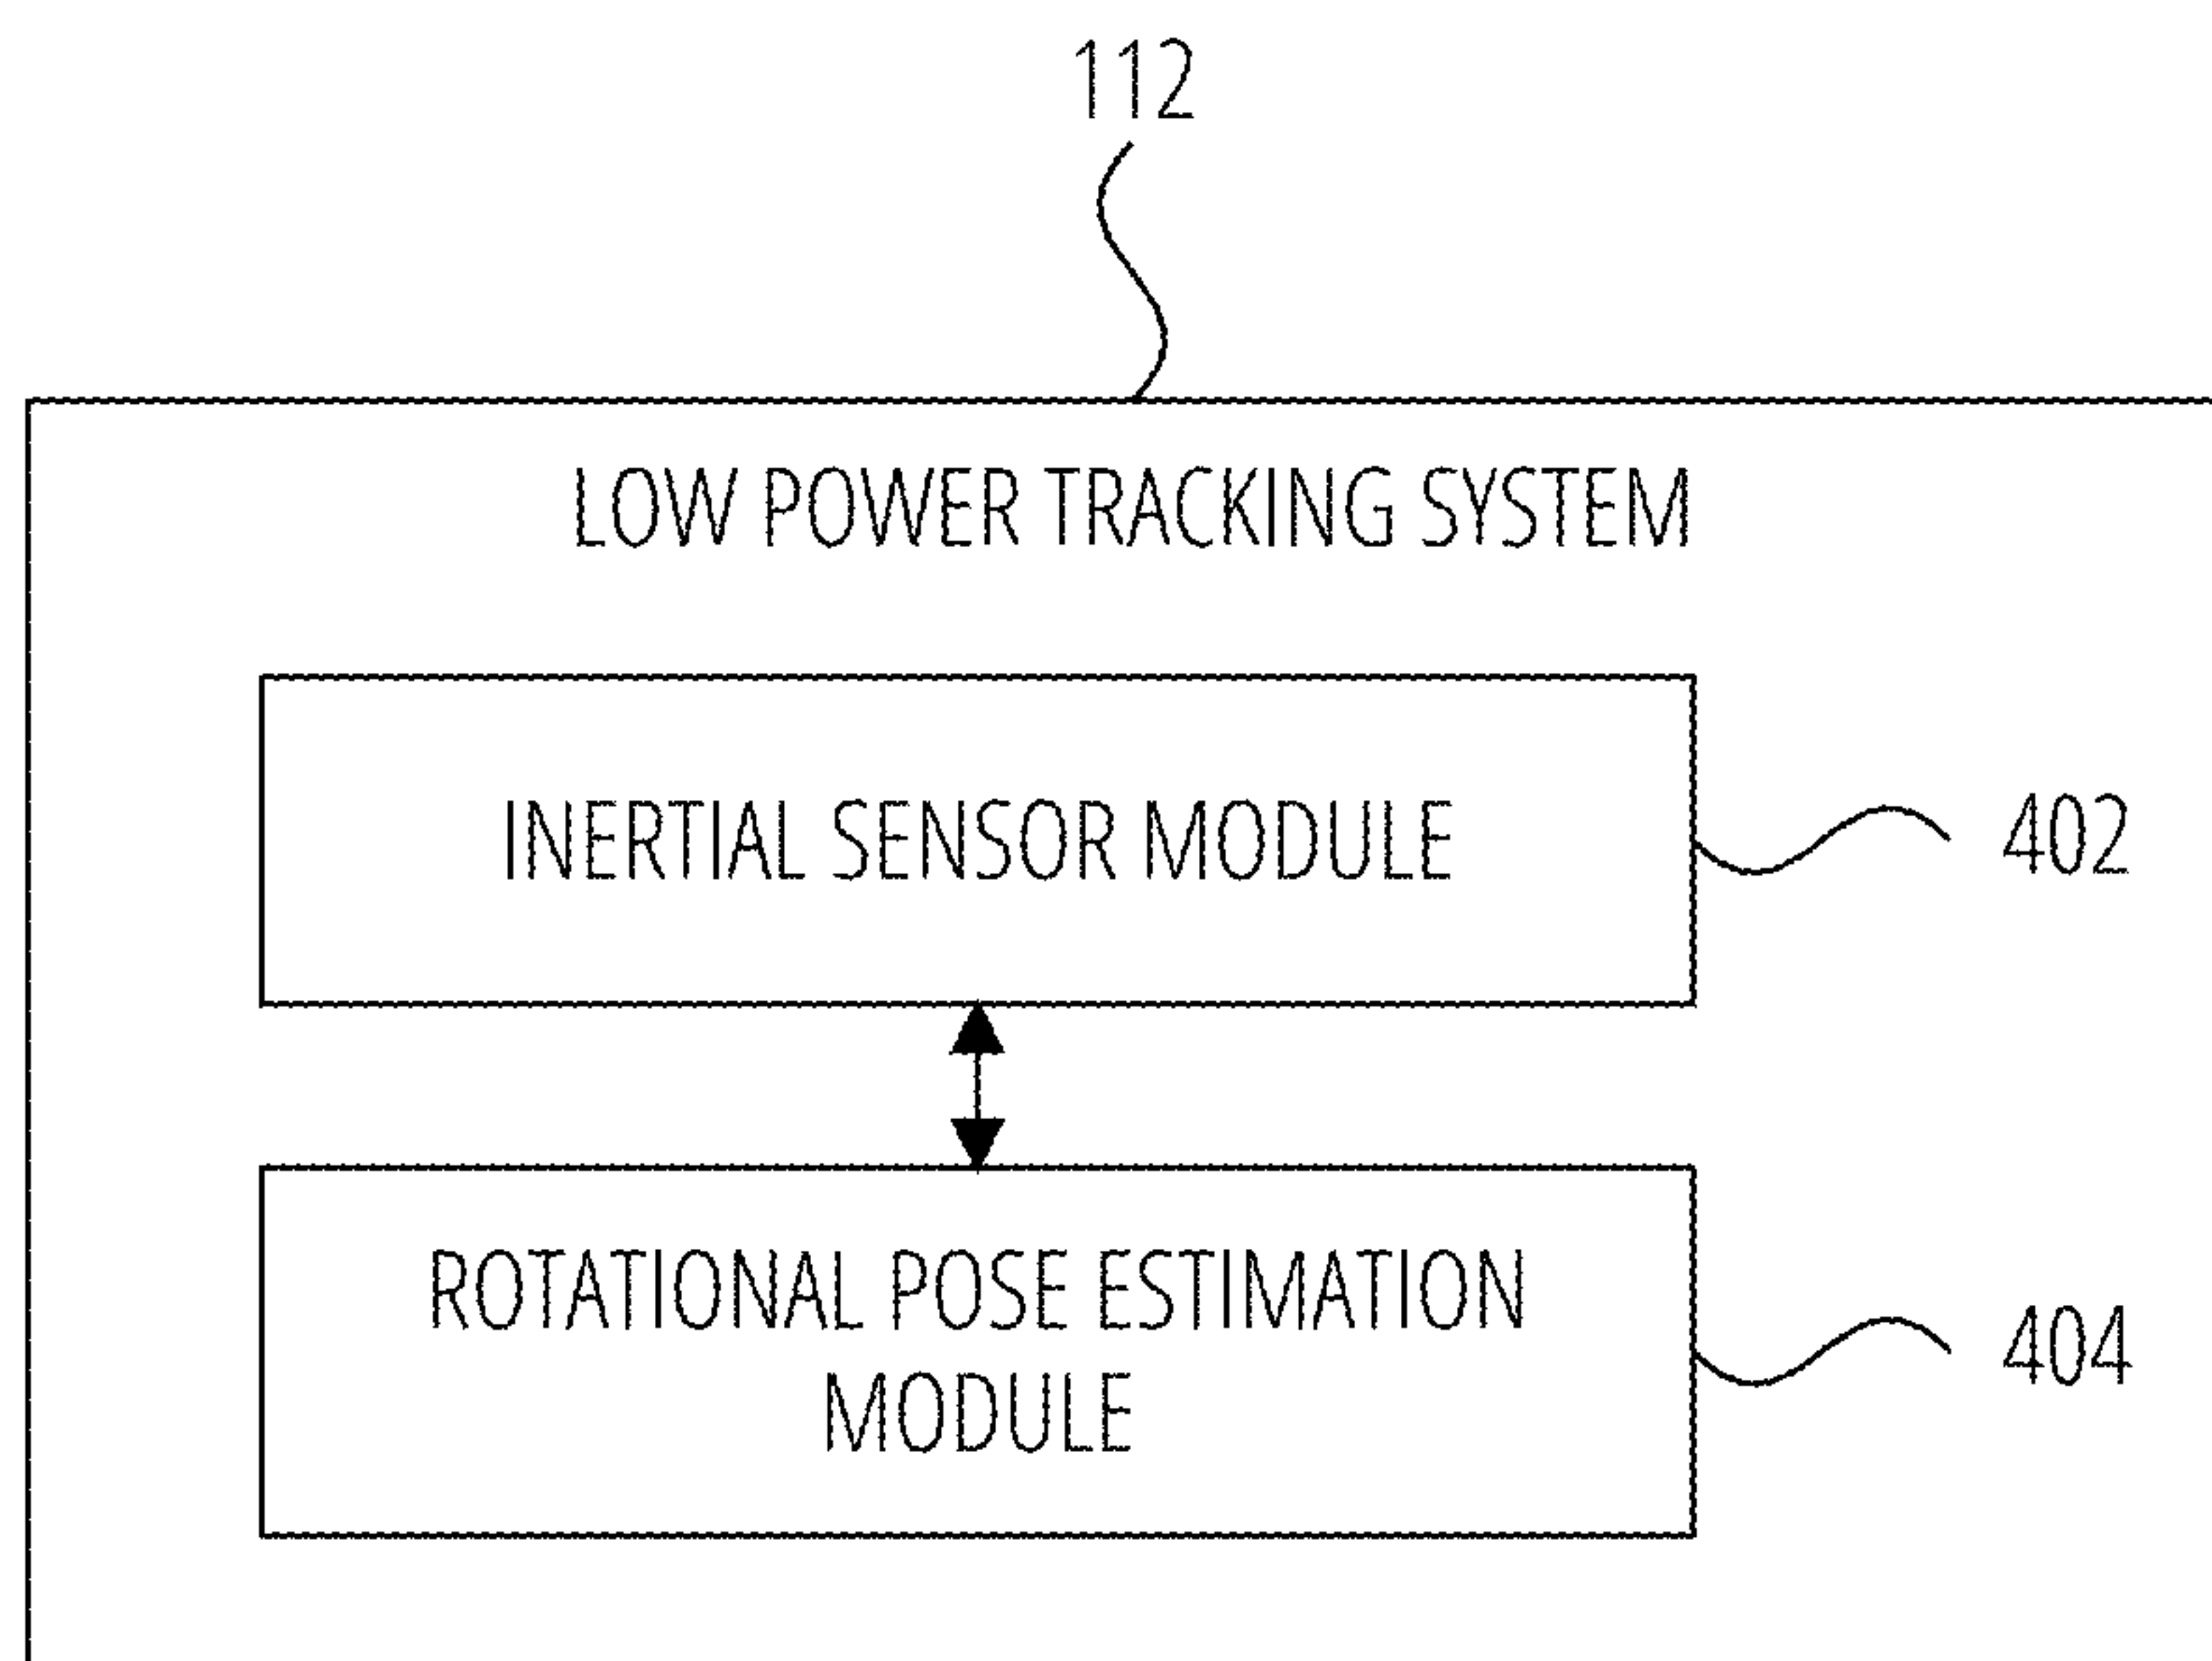 112
LOW POWER TRACKING SYSTEM
INERTIAL SENSOR MODULE
402
ROTATIONAL POSE ESTIMATION
MODULE
404